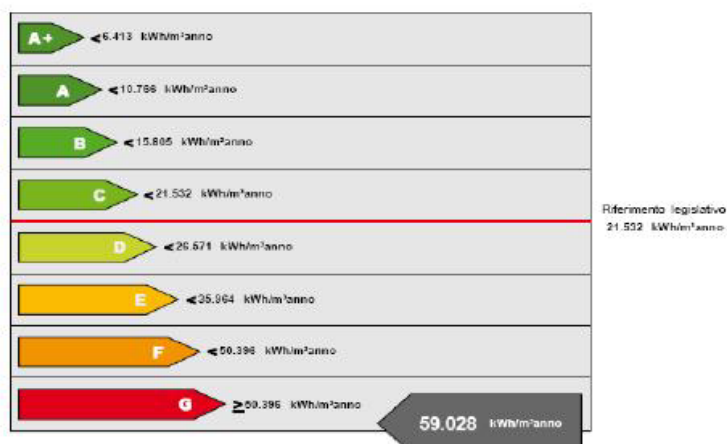 A+ <6.413 kWh/m²anno
A <10.766 kWh/m²anno
B <15.805 kWh/m²anno
C <21.532 kWh/m²anno
Riferimento legislativo
21.532 kWh/m²anno
D <26.571 kWh/m²anno
E <35.964 kWh/m²anno
F <50.396 kWh/m²anno
G ≥50.396 kWh/m²anno
59.028 kWh/m²anno